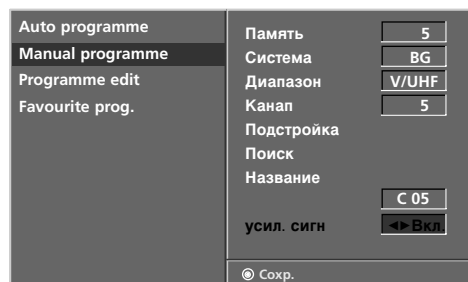 Auto programme
Manual programme
Programme edit
Favourite prog.
Память 5
Система BG
Диапазон V/UHF
Канап 5
Подстройка
Поиск
Название
C 05
усил. сигн ◄►Вкл.
Сохр.